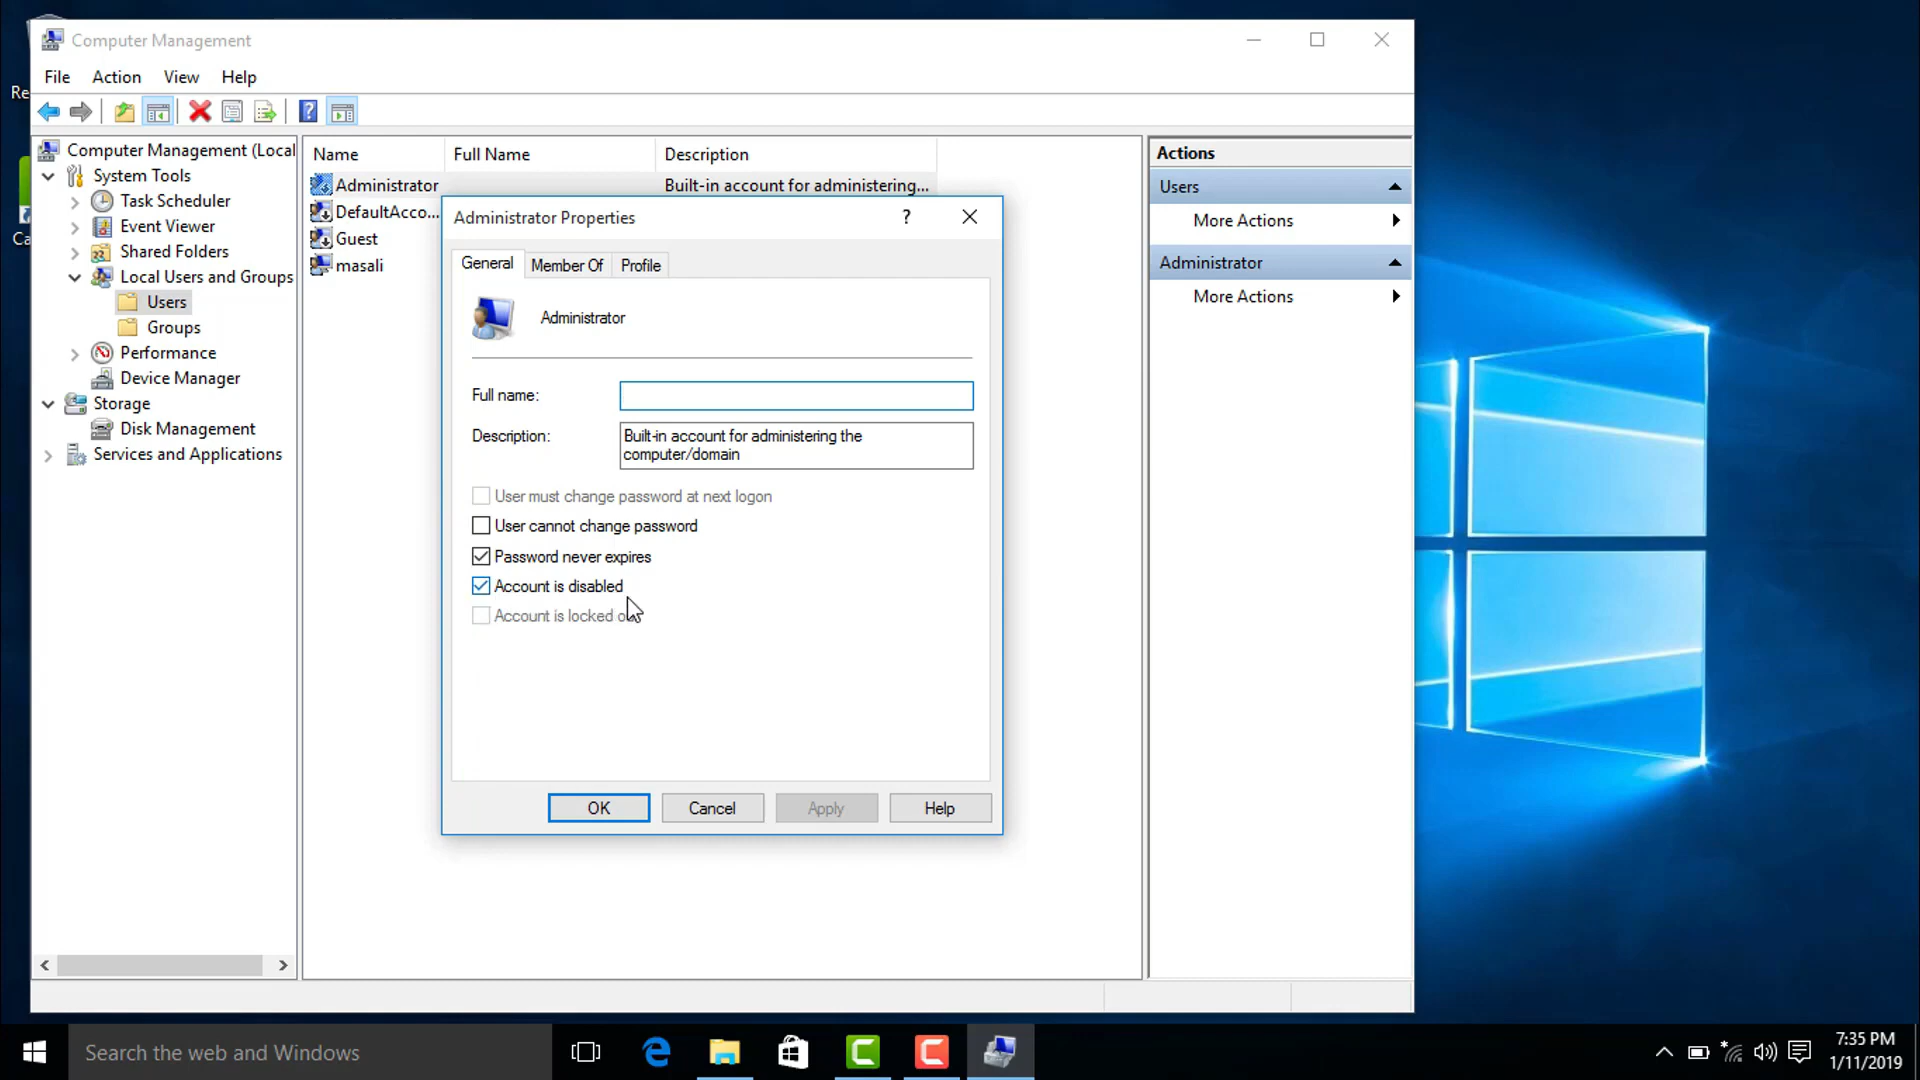 Re
Ca
Computer Management
File Action View Help
Computer Management (Local
System Tools
Task Scheduler
Event Viewer
Shared Folders
Local Users and Groups
Users
Groups
Performance
Device Manager
Storage
Disk Management
Services and Applications
Name Full Name Description
Administrator Built-in account for administering...
DefaultAcco...
Guest
masali
Administrator Properties
?
General Member Of Profile
Administrator
Full name:
Description: Built-in account for administering the
computer/domain
User must change password at next logon
User cannot change password
Password never expires
Account is disabled
Account is locked o
OK Cancel Apply Help
Actions
Users
More Actions
Administrator
More Actions
Search the web and Windows
7:35 PM
1/11/2019